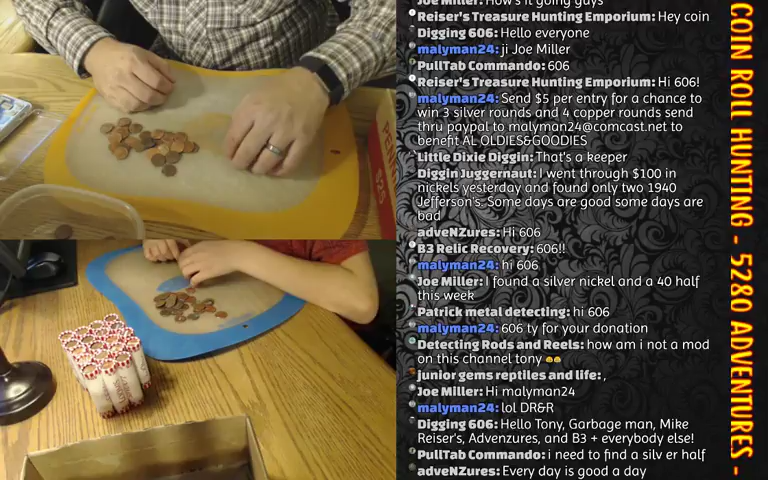 Joe Miller: How's it going guys
Reiser's Treasure Hunting Emporium: Hey coin
Digging 606: Hello everyone
malyman24: ji Joe Miller
PullTab Commando: 606
Reiser's Treasure Hunting Emporium: Hi 606!
malyman24: Send $5 per entry for a chance to
win 3 silver rounds and 4 copper rounds send
thru paypal to malyman24@comcast.net to
benefit AL OLDIES&GOODIES
Little Dixie Diggin: That's a keeper
Diggin Juggernaut: I went through $100 in
nickels yesterday and found only two 1940
Jefferson's. Some days are good some days are
bad
adveNZures: Hi 606
B3 Relic Recovery: 606!!
malyman24: hi 606
Joe Miller: I found a silver nickel and a 40 half
this week
Patrick metal detecting: hi 606
malyman24: 606 ty for your donation
Detecting Rods and Reels: how am i not a mod
on this channel tony
junior gems reptiles and life: ,
Joe Miller: Hi malyman24
malyman24: lol DR&R
Digging 606: Hello Tony, Garbage man, Mike
Reiser's, Advenzures, and B3 + everybody else!
PullTab Commando: i need to find a silv er half
adveNZures: Every day is good a day
COIN ROLL HUNTING - 5280 ADVENTURES -
$25